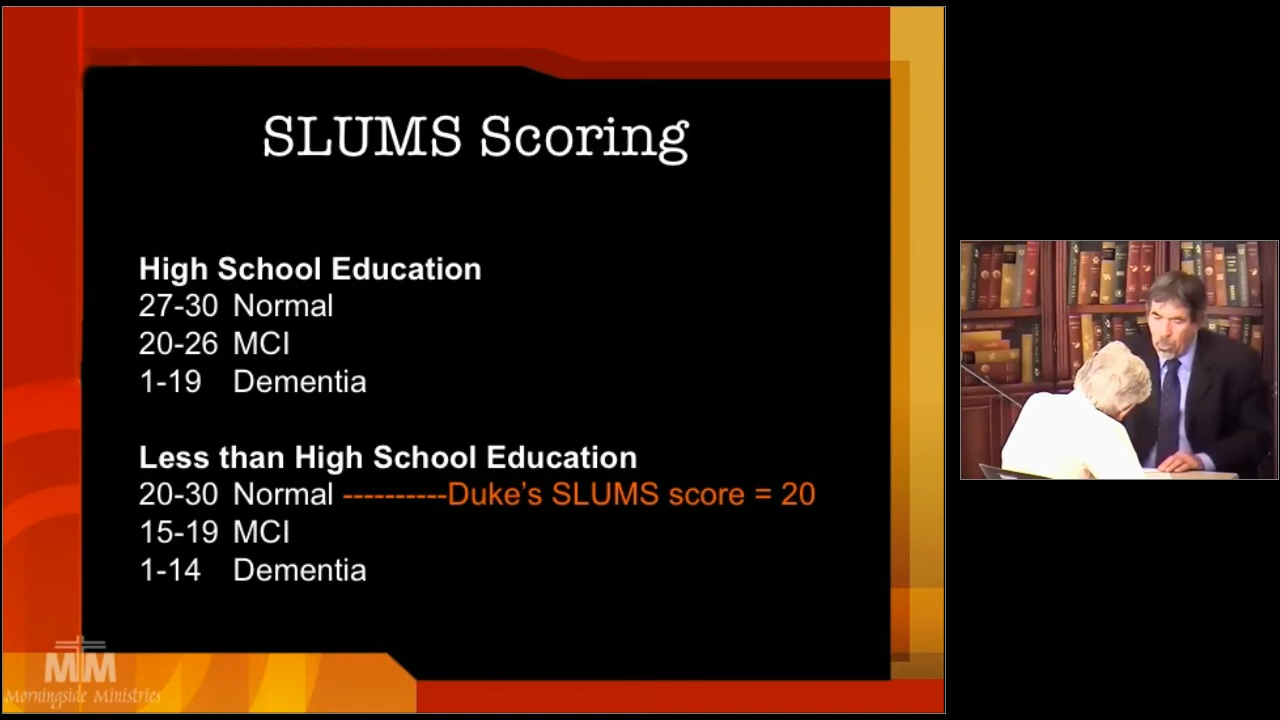 SLUMS Scoring
High School Education
27-30 Normal
20-26 MCI
1-19 Dementia
Less than High School Education
20-30 Normal ----------Duke's SLUMS score = 20
15-19 MCI
1-14 Dementia
MM
Morningside Ministries